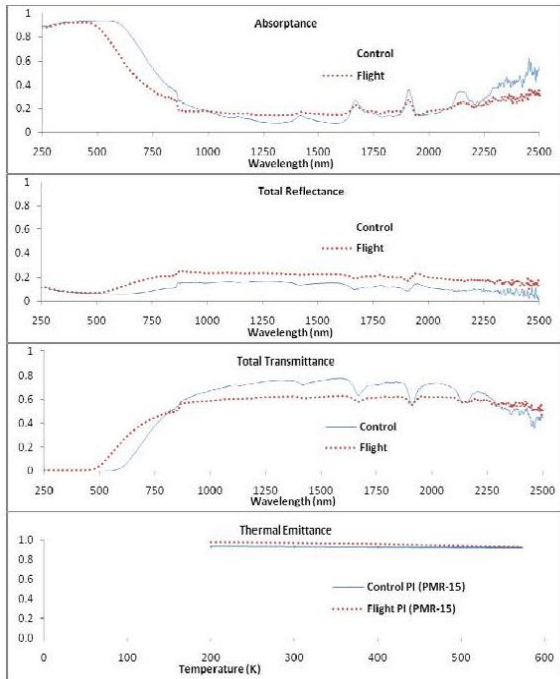 Absorptance
1
0.8
0.6
0.4
0.2
0
Control
Flight
250 500 750 1000 1250 1500 1750 2000 2250 2500
Wavelength (nm)
Total Reflectance
1
0.8
0.6
0.4
0.2
0
Control
Flight
250 500 750 1000 1250 1500 1750 2000 2250 2500
Wavelength (nm)
Total Transmittance
1.0
0.8
0.6
0.4
0.2
0
Control
Flight
250 500 750 1000 1250 1500 1750 2000 2250 2500
Wavelength (nm)
Thermal Emittance
1.0
0.8
0.6
0.4
0.2
0.0
Control PI (PMR-15)
Flight PI (PMR-15)
0 100 200 300 400 500 600
Temperature (K)